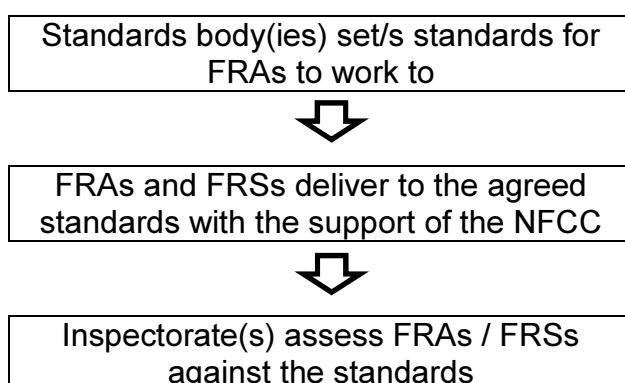 Standards body(ies) set/s standards for
FRAs to work to
FRAs and FRSs deliver to the agreed
standards with the support of the NFCC
Inspectorate(s) assess FRAs / FRSs
against the standards